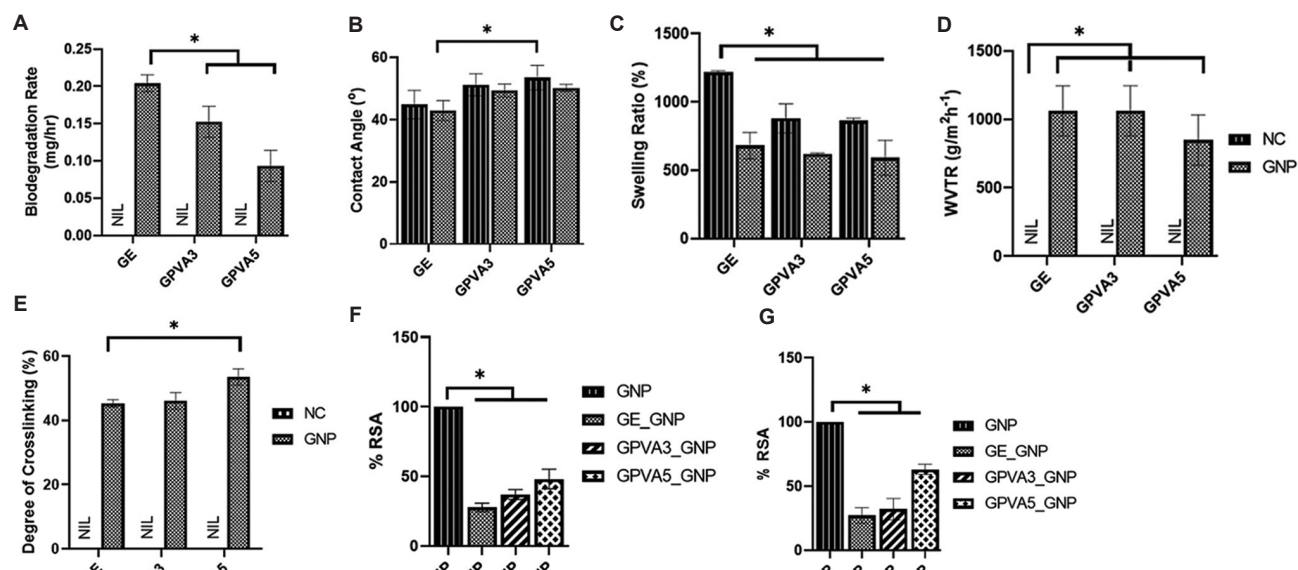 A
*
Biodegradation Rate
(mg/hr)
0.25
0.20
0.15
0.10
0.05
0.00
NIL
NIL
NIL
GE
GPVA3
GPVA5
B
*
Contact Angle (⁰)
60
40
20
0
GE
GPVA3
GPVA5
C
*
Swelling Ratio (%)
1500
1000
500
0
GE
GPVA3
GPVA5
D
*
WVTR (g/m²h⁻¹)
1500
1000
500
0
NIL
NIL
NIL
GE
GPVA3
GPVA5
NC
GNP
E
*
Degree of Crosslinking (%)
60
40
20
0
NIL
NIL
NIL
NC
GNP
F
*
% RSA
150
100
50
0
GNP
GE_GNP
GPVA3_GNP
GPVA5_GNP
G
*
% RSA
150
100
50
0
GNP
GE_GNP
GPVA3_GNP
GPVA5_GNP